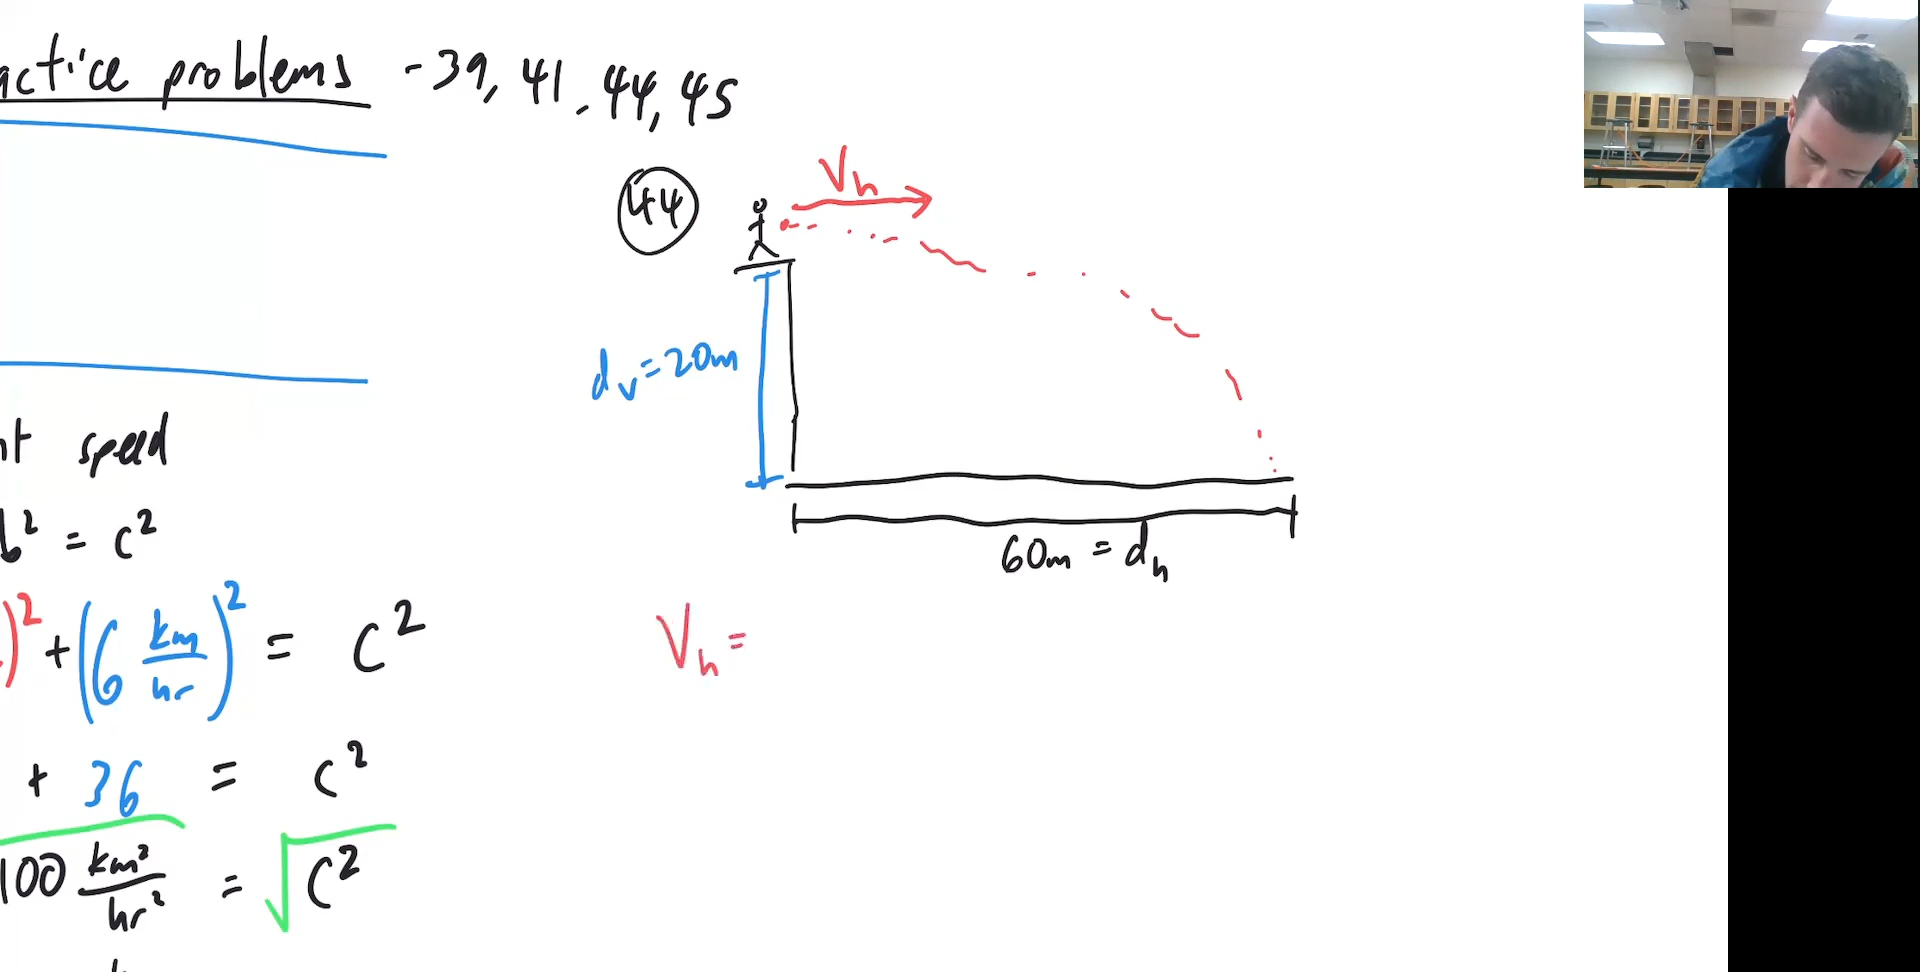 actice problems - 39, 41, 44, 45
44
Vh
dv = 20m
60m = dh
Vh =
nt speed
b² = c²
)² + (6 km/hr)² = c²
+ 36 = c²
100 km²/hr² = √c²